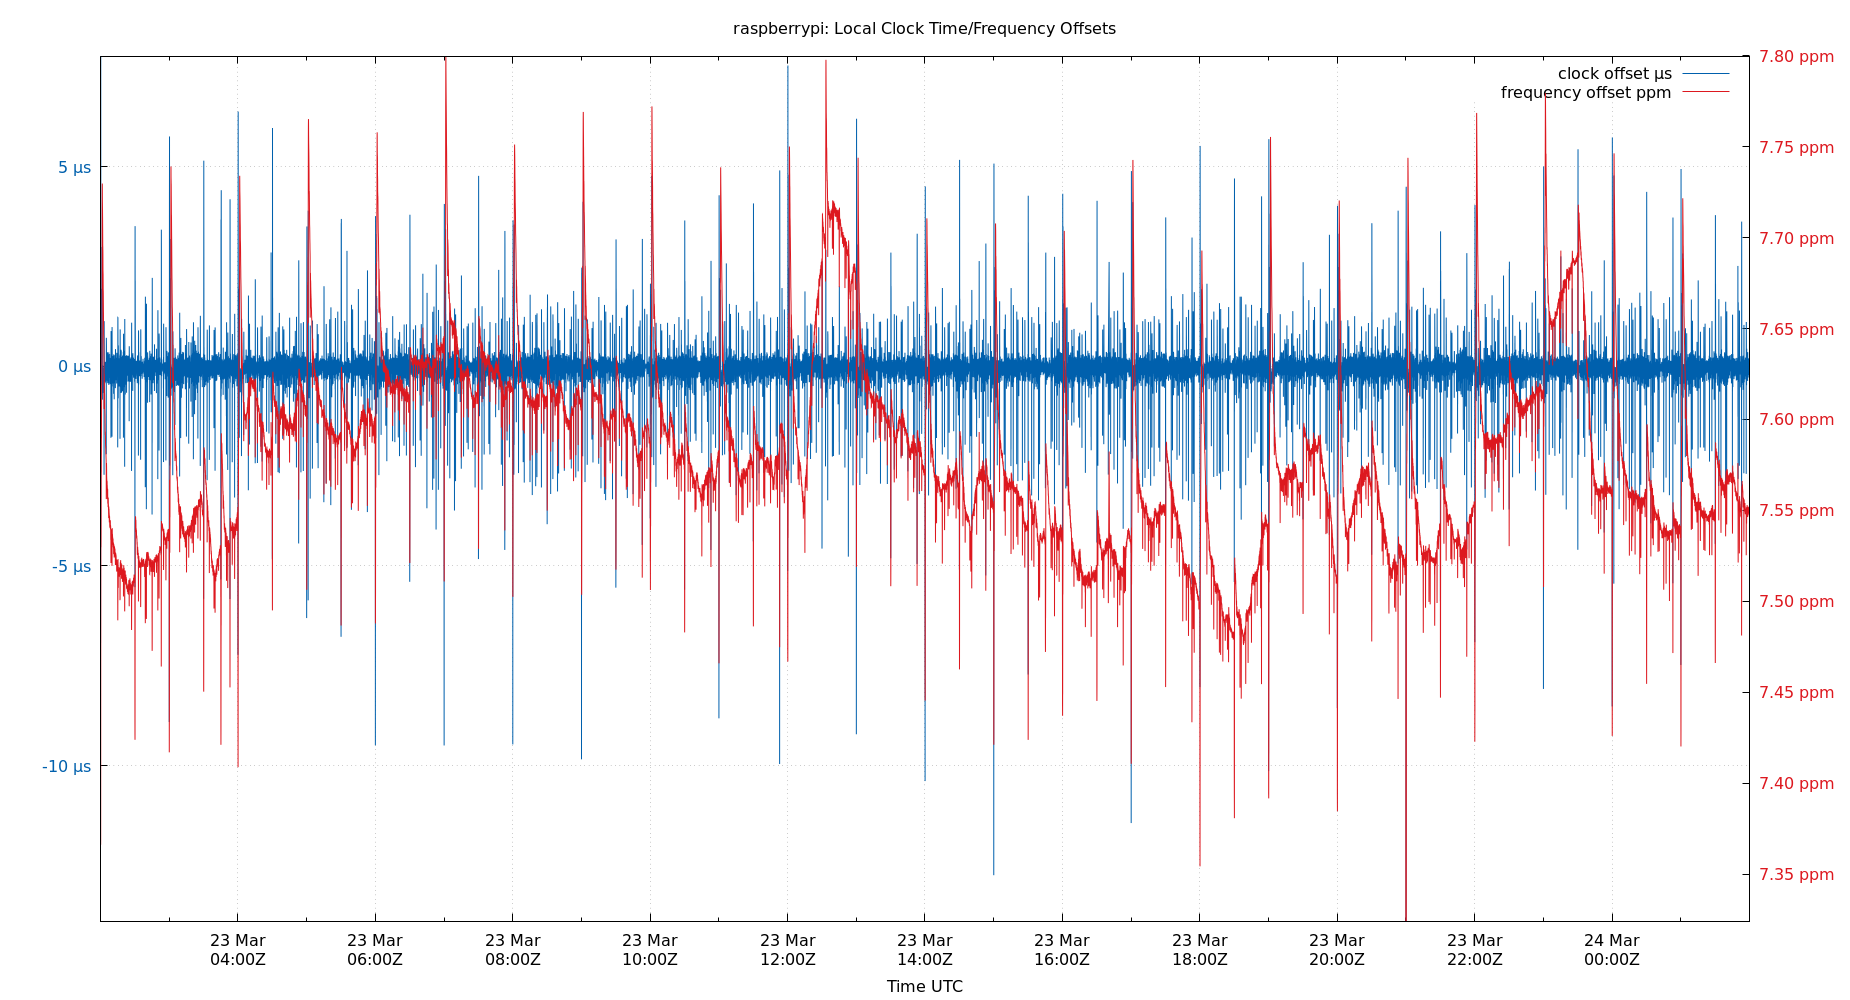 raspberrypi: Local Clock Time/Frequency Offsets
clock offset µs
frequency offset ppm
5 µs
0 µs
-5 µs
-10 µs
7.80 ppm
7.75 ppm
7.70 ppm
7.65 ppm
7.60 ppm
7.55 ppm
7.50 ppm
7.45 ppm
7.40 ppm
7.35 ppm
23 Mar
04:00Z
23 Mar
06:00Z
23 Mar
08:00Z
23 Mar
10:00Z
23 Mar
12:00Z
23 Mar
14:00Z
23 Mar
16:00Z
23 Mar
18:00Z
23 Mar
20:00Z
23 Mar
22:00Z
24 Mar
00:00Z
Time UTC